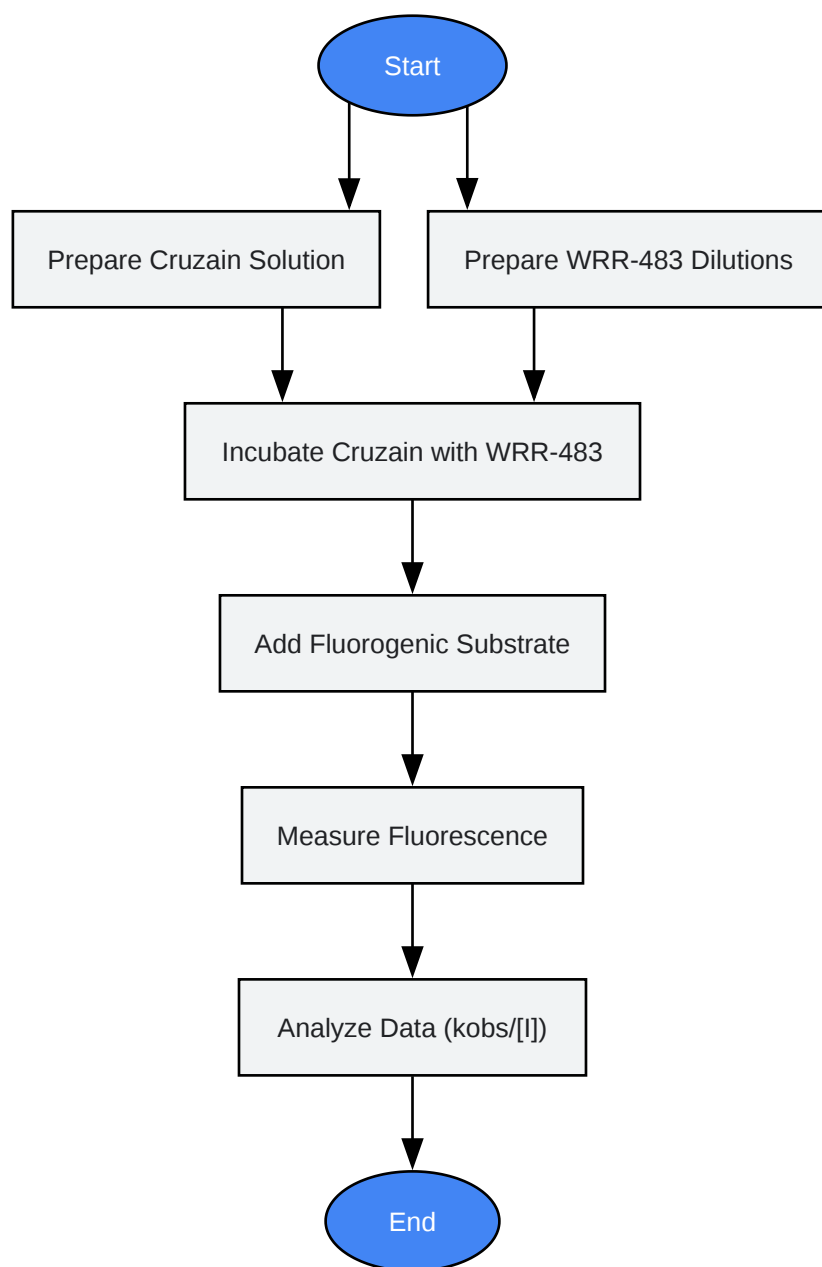 Start
Prepare Cruzain Solution
Prepare WRR-483 Dilutions
Incubate Cruzain with WRR-483
Add Fluorogenic Substrate
Measure Fluorescence
Analyze Data (kobs/[I])
End